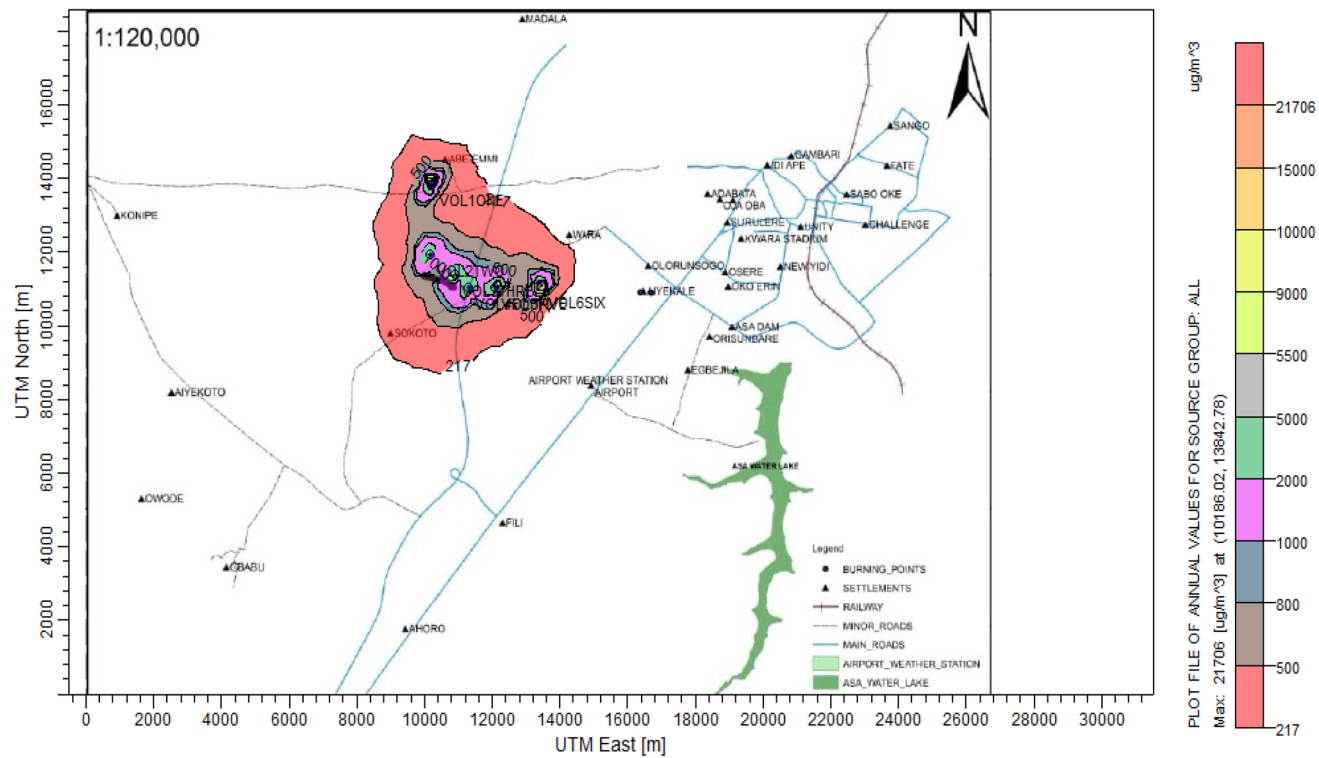 1:120,000
N
MADALA
SANGO
GAMBARI
IDI APE
FATE
ABE EMMI
500
ADABATA
SABO OKE
OJA OBA
KONIPE
SURULERE
UNITY
CHALLENGE
WARA
KWARA STADIUM
OLORUNSOGO
OSERE
NEW YIDI
AIYEKALE
OKO ERIN
VOL6SIX
500
SOKOTO
ASA DAM
ORISUNBARE
217
EGBEJILA
AIRPORT WEATHER STATION
AIRPORT
AIYEKOTO
ASA WATER LAKE
OWODE
FILI
GBABU
AHORO
Legend
BURNING_POINTS
SETTLEMENTS
RAILWAY
MINOR_ROADS
MAIN_ROADS
AIRPORT_WEATHER_STATION
ASA_WATER_LAKE
UTM North [m]
16000
14000
12000
10000
8000
6000
4000
2000
0
2000
4000
6000
8000
10000
12000
14000
16000
18000
20000
22000
24000
26000
28000
30000
UTM East [m]
PLOT FILE OF ANNUAL VALUES FOR SOURCE GROUP: ALL
ug/m^3
Max: 21706 [ug/m^3] at (10186.02, 13842.78)
21706
15000
10000
9000
5500
5000
2000
1000
800
500
217